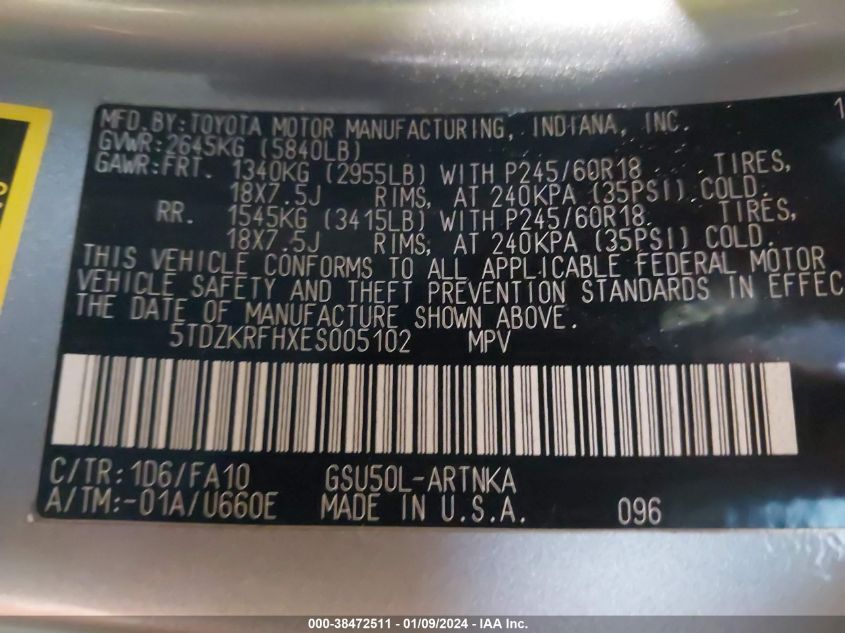 MFD. BY: TOYOTA MOTOR MANUFACTURING, INDIANA, INC. 1
GVWR: 2645KG (5840LB)
GAWR: FRT. 1340KG (2955LB) WITH P245/60R18 TIRES,
18X7.5J RIMS, AT 240KPA (35PSI) COLD.
RR. 1545KG (3415LB) WITH P245/60R18 TIRES,
18X7.5J RIMS, AT 240KPA (35PSI) COLD.
THIS VEHICLE CONFORMS TO ALL APPLICABLE FEDERAL MOTOR
VEHICLE SAFETY AND THEFT PREVENTION STANDARDS IN EFFEC
THE DATE OF MANUFACTURE SHOWN ABOVE.
5TDZKRFHXES005102 MPV
C/TR: 1D6/FA10 GSU50L-ARTNKA
A/TM: -01A/U660E MADE IN U.S.A. 096
000-38472511 - 01/09/2024 - IAA Inc.